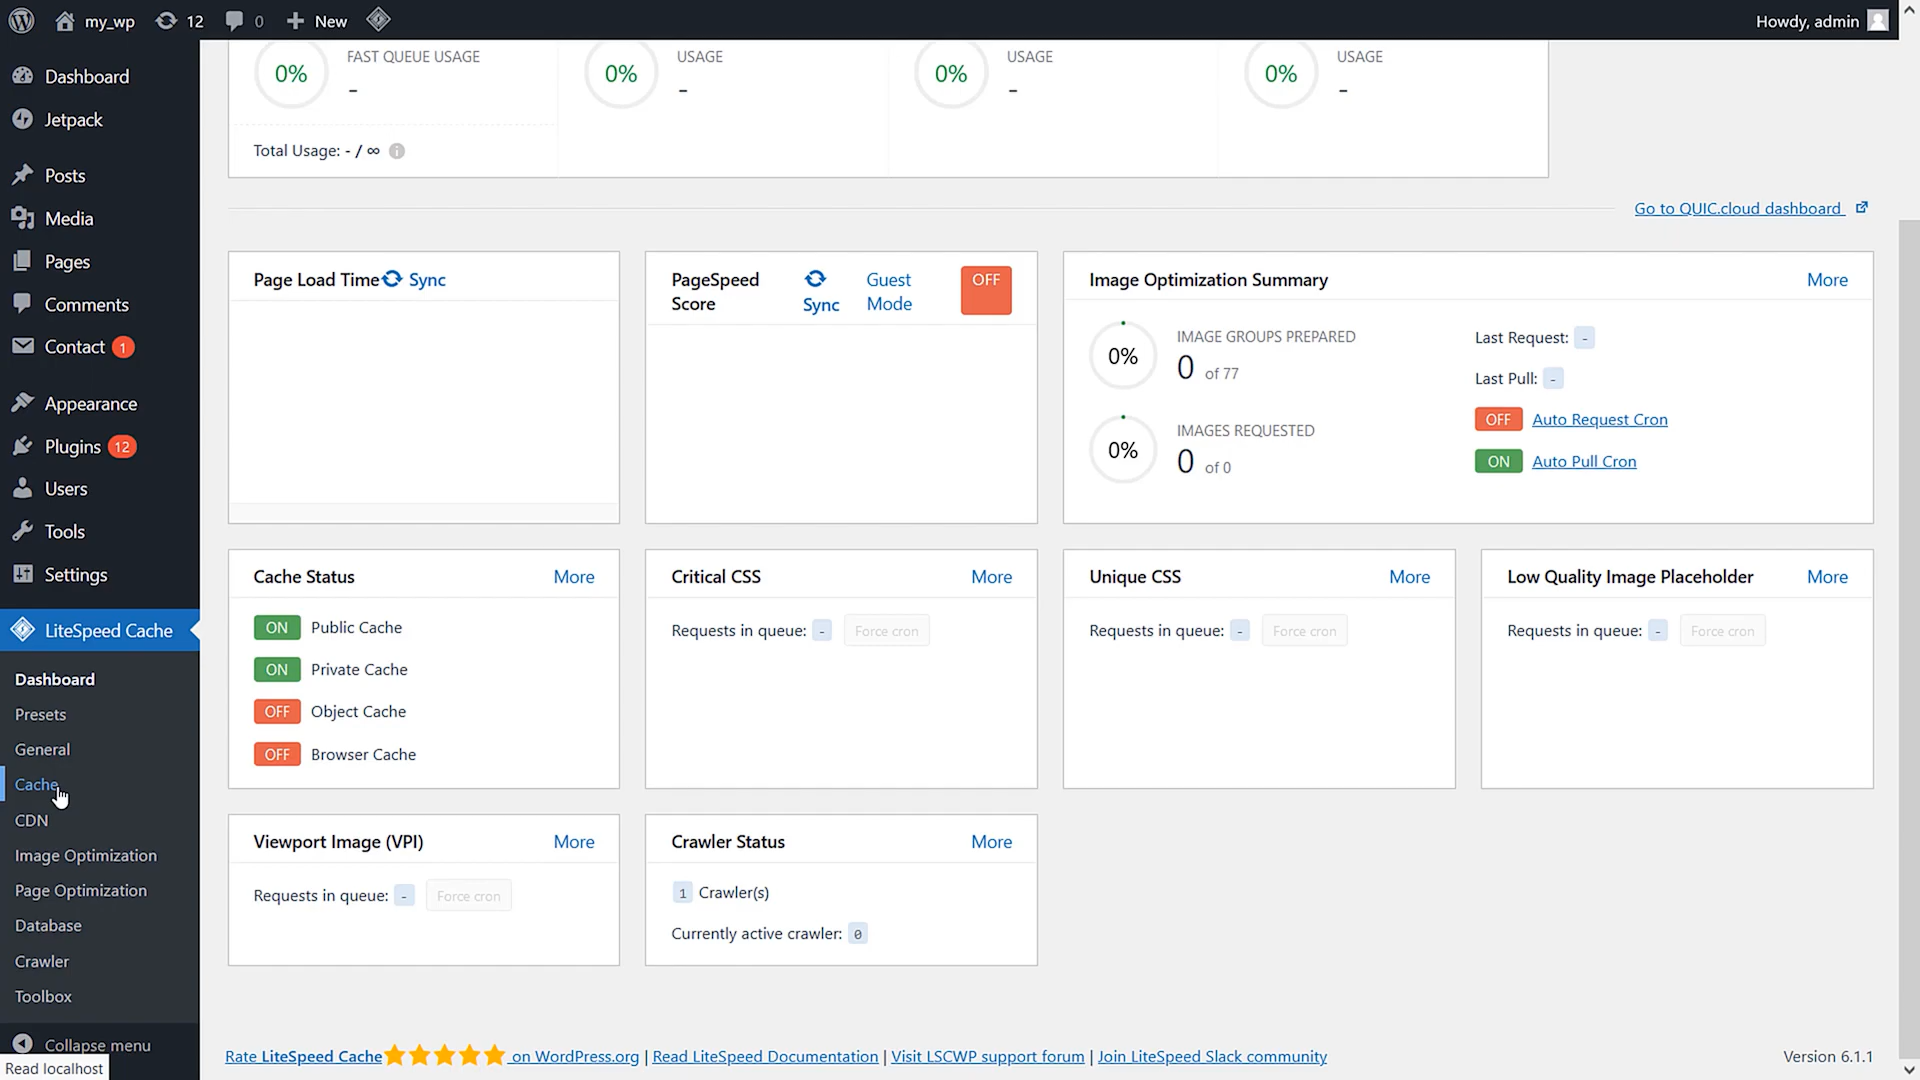 my_wp 12 0 New Howdy, admin
Dashboard
Jetpack
Posts
Media
Pages
Comments
Contact 1
Appearance
Plugins 12
Users
Tools
Settings
LiteSpeed Cache
Dashboard
Presets
General
Cache
CDN
Image Optimization
Page Optimization
Database
Crawler
Toolbox
Collapse menu
Read localhost
0% FAST QUEUE USAGE
-
Total Usage: - / ∞
0% USAGE
-
0% USAGE
-
0% USAGE
-
Go to QUIC.cloud dashboard
Page Load Time Sync
PageSpeed
Score
Sync
Guest
Mode
OFF
Image Optimization Summary More
0% IMAGE GROUPS PREPARED
0 of 77
0% IMAGES REQUESTED
0 of 0
Last Request: -
Last Pull: -
OFF Auto Request Cron
ON Auto Pull Cron
Cache Status More
ON Public Cache
ON Private Cache
OFF Object Cache
OFF Browser Cache
Critical CSS More
Requests in queue: - Force cron
Unique CSS More
Requests in queue: - Force cron
Low Quality Image Placeholder More
Requests in queue: - Force cron
Viewport Image (VPI) More
Requests in queue: - Force cron
Crawler Status More
1 Crawler(s)
Currently active crawler: 0
Rate LiteSpeed Cache on WordPress.org | Read LiteSpeed Documentation | Visit LSCWP support forum | Join LiteSpeed Slack community Version 6.1.1